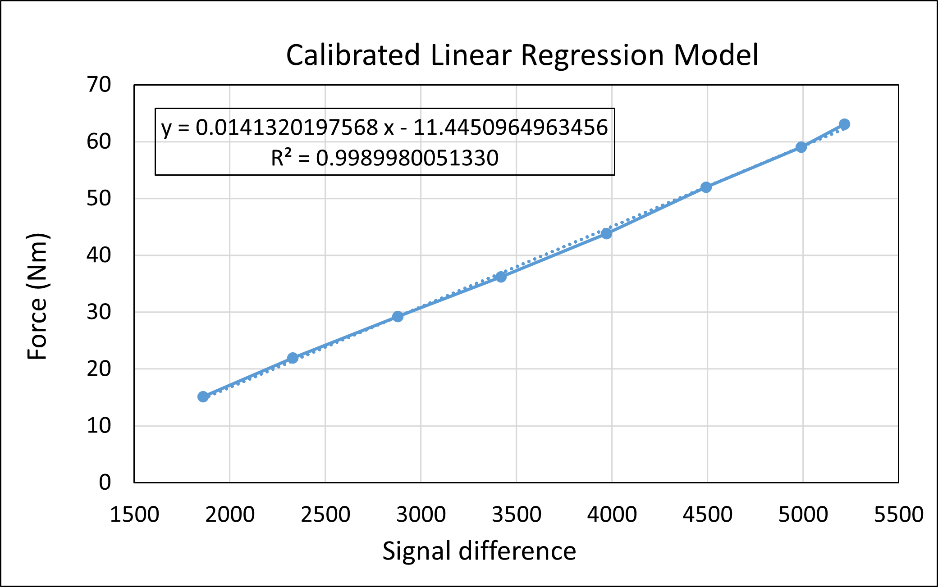 Calibrated Linear Regression Model
y = 0.0141320197568 x - 11.4450964963456
R² = 0.9989980051330
70
60
50
40
30
20
10
0
Force (Nm)
1500 2000 2500 3000 3500 4000 4500 5000 5500
Signal difference